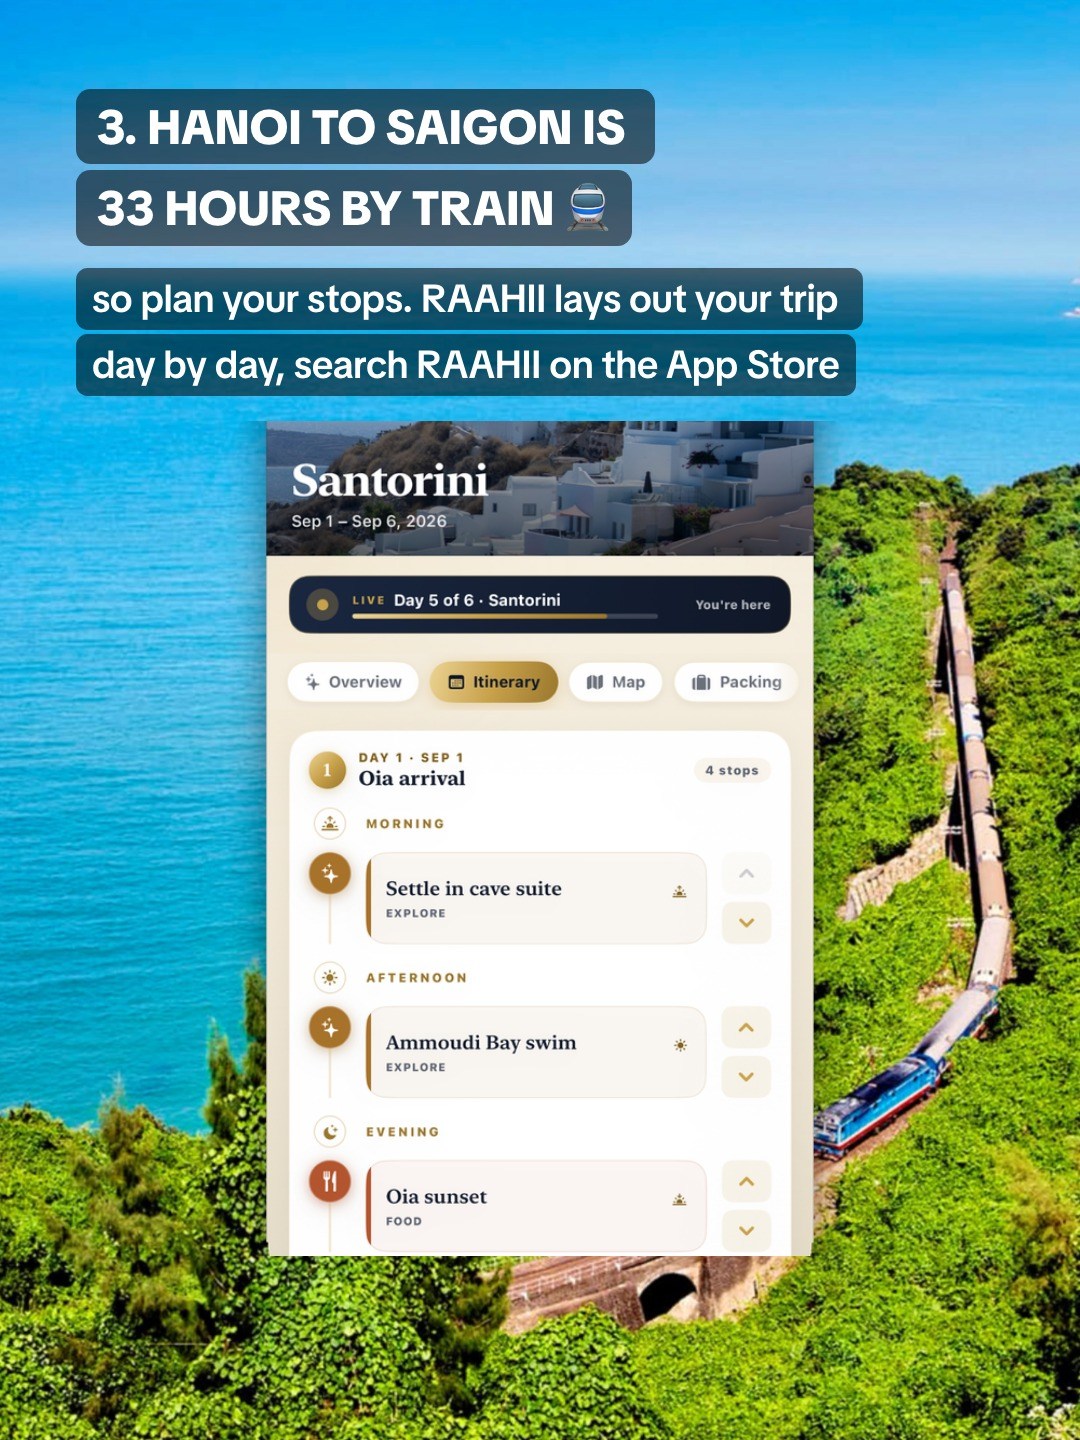 3. HANOI TO SAIGON IS
33 HOURS BY TRAIN 🚆
so plan your stops. RAAHII lays out your trip
day by day, search RAAHII on the App Store
Santorini
Sep 1 – Sep 6, 2026
LIVE Day 5 of 6 · Santorini You're here
Overview Itinerary Map Packing
1 DAY 1 · SEP 1
Oia arrival 4 stops
MORNING
Settle in cave suite
EXPLORE
AFTERNOON
Ammoudi Bay swim
EXPLORE
EVENING
Oia sunset
FOOD